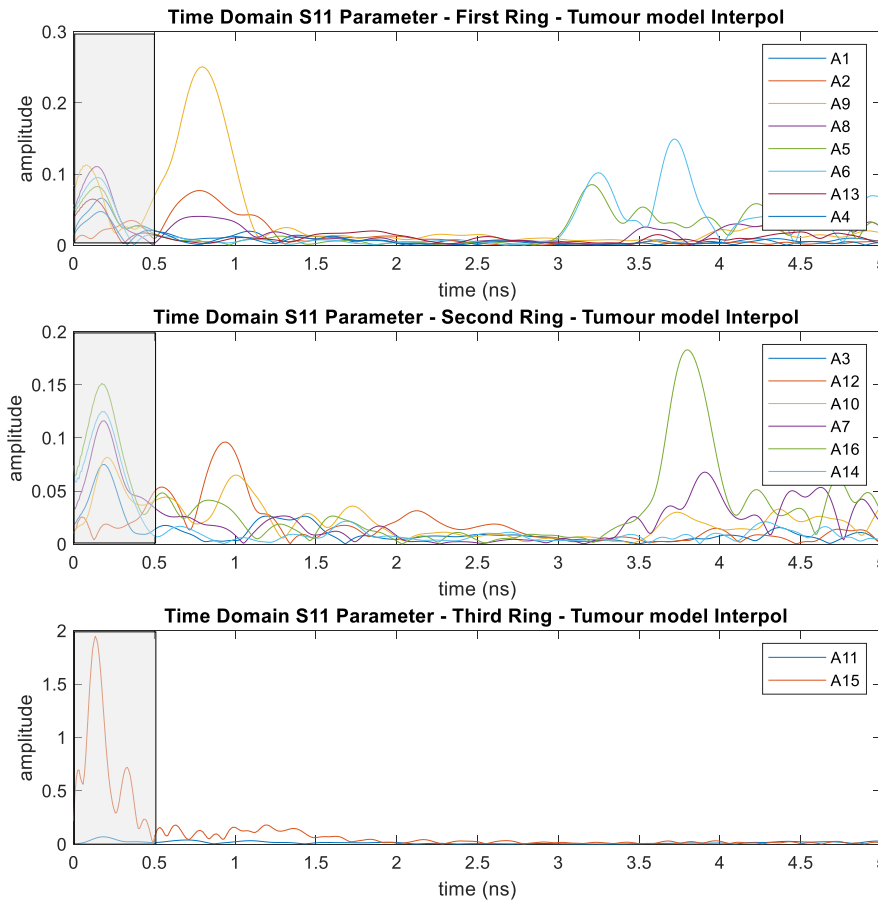 Time Domain S11 Parameter - First Ring - Tumour model Interpol
0.3
0.2
0.1
0
amplitude
A1
A2
A9
A8
A5
A6
A13
A4
0 0.5 1 1.5 2 2.5 3 3.5 4 4.5 5
time (ns)
Time Domain S11 Parameter - Second Ring - Tumour model Interpol
0.2
0.15
0.1
0.05
0
amplitude
A3
A12
A10
A7
A16
A14
0 0.5 1 1.5 2 2.5 3 3.5 4 4.5 5
time (ns)
Time Domain S11 Parameter - Third Ring - Tumour model Interpol
2
1.5
1
0.5
0
amplitude
A11
A15
0 0.5 1 1.5 2 2.5 3 3.5 4 4.5 5
time (ns)